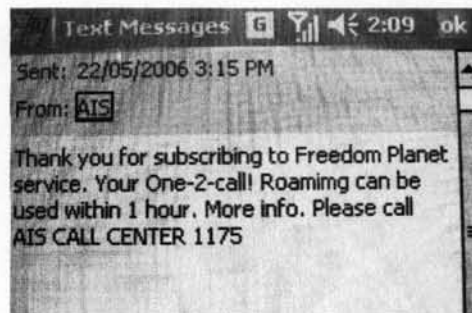 Text Messages G 2:09 ok
Sent: 22/05/2006 3:15 PM
From: AIS
Thank you for subscribing to Freedom Planet
service. Your One-2-call! Roamimg can be
used within 1 hour. More info. Please call
AIS CALL CENTER 1175